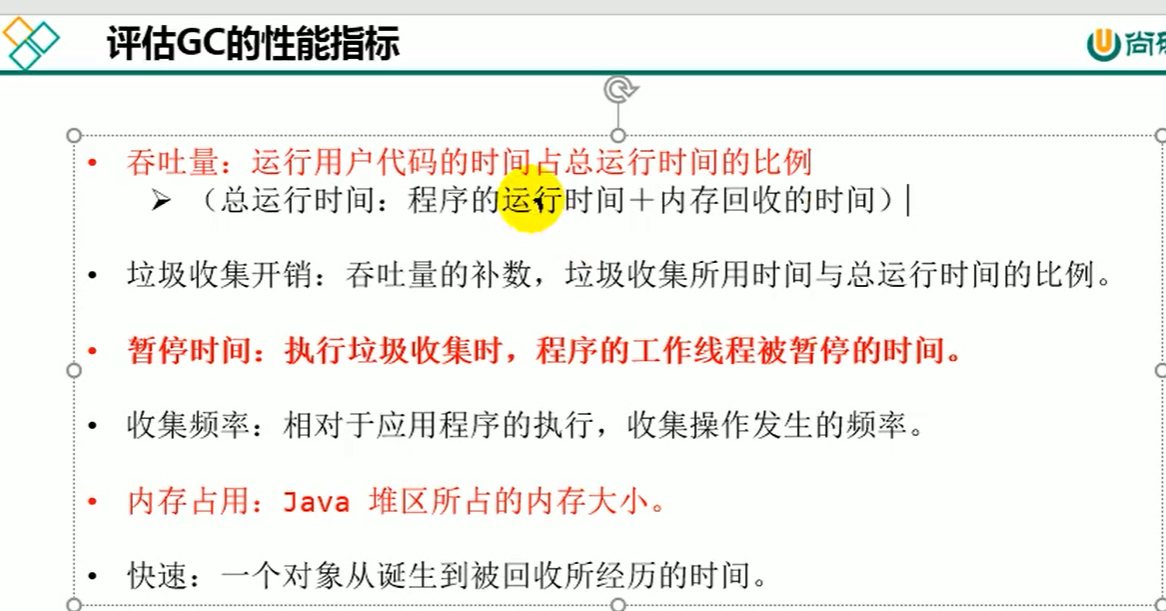 评估GC的性能指标
尚
• 吞吐量：运行用户代码的时间占总运行时间的比例
➢ （总运行时间：程序的运行时间＋内存回收的时间）
• 垃圾收集开销：吞吐量的补数，垃圾收集所用时间与总运行时间的比例。
• 暂停时间：执行垃圾收集时，程序的工作线程被暂停的时间。
• 收集频率：相对于应用程序的执行，收集操作发生的频率。
• 内存占用：Java 堆区所占的内存大小。
• 快速：一个对象从诞生到被回收所经历的时间。